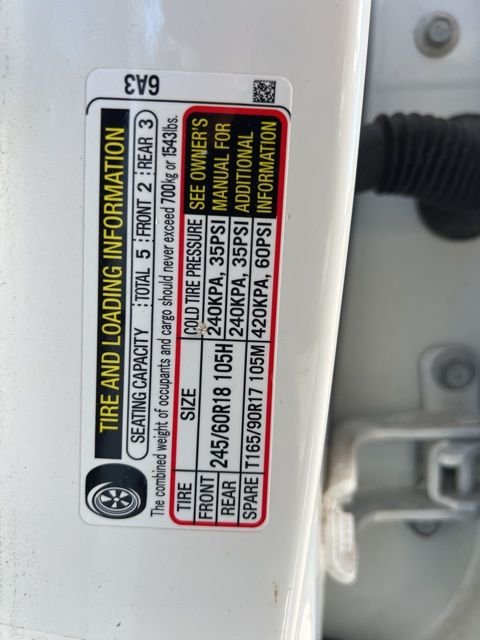 6A3
TIRE AND LOADING INFORMATION
SEATING CAPACITY TOTAL 5 FRONT 2 REAR 3
The combined weight of occupants and cargo should never exceed 700kg or 1543lbs.
TIRE SIZE COLD TIRE PRESSURE SEE OWNER'S
FRONT 245/60R18 105H 240KPA, 35PSI MANUAL FOR
REAR 240KPA, 35PSI ADDITIONAL
SPARE T165/90R17 105M 420KPA, 60PSI INFORMATION